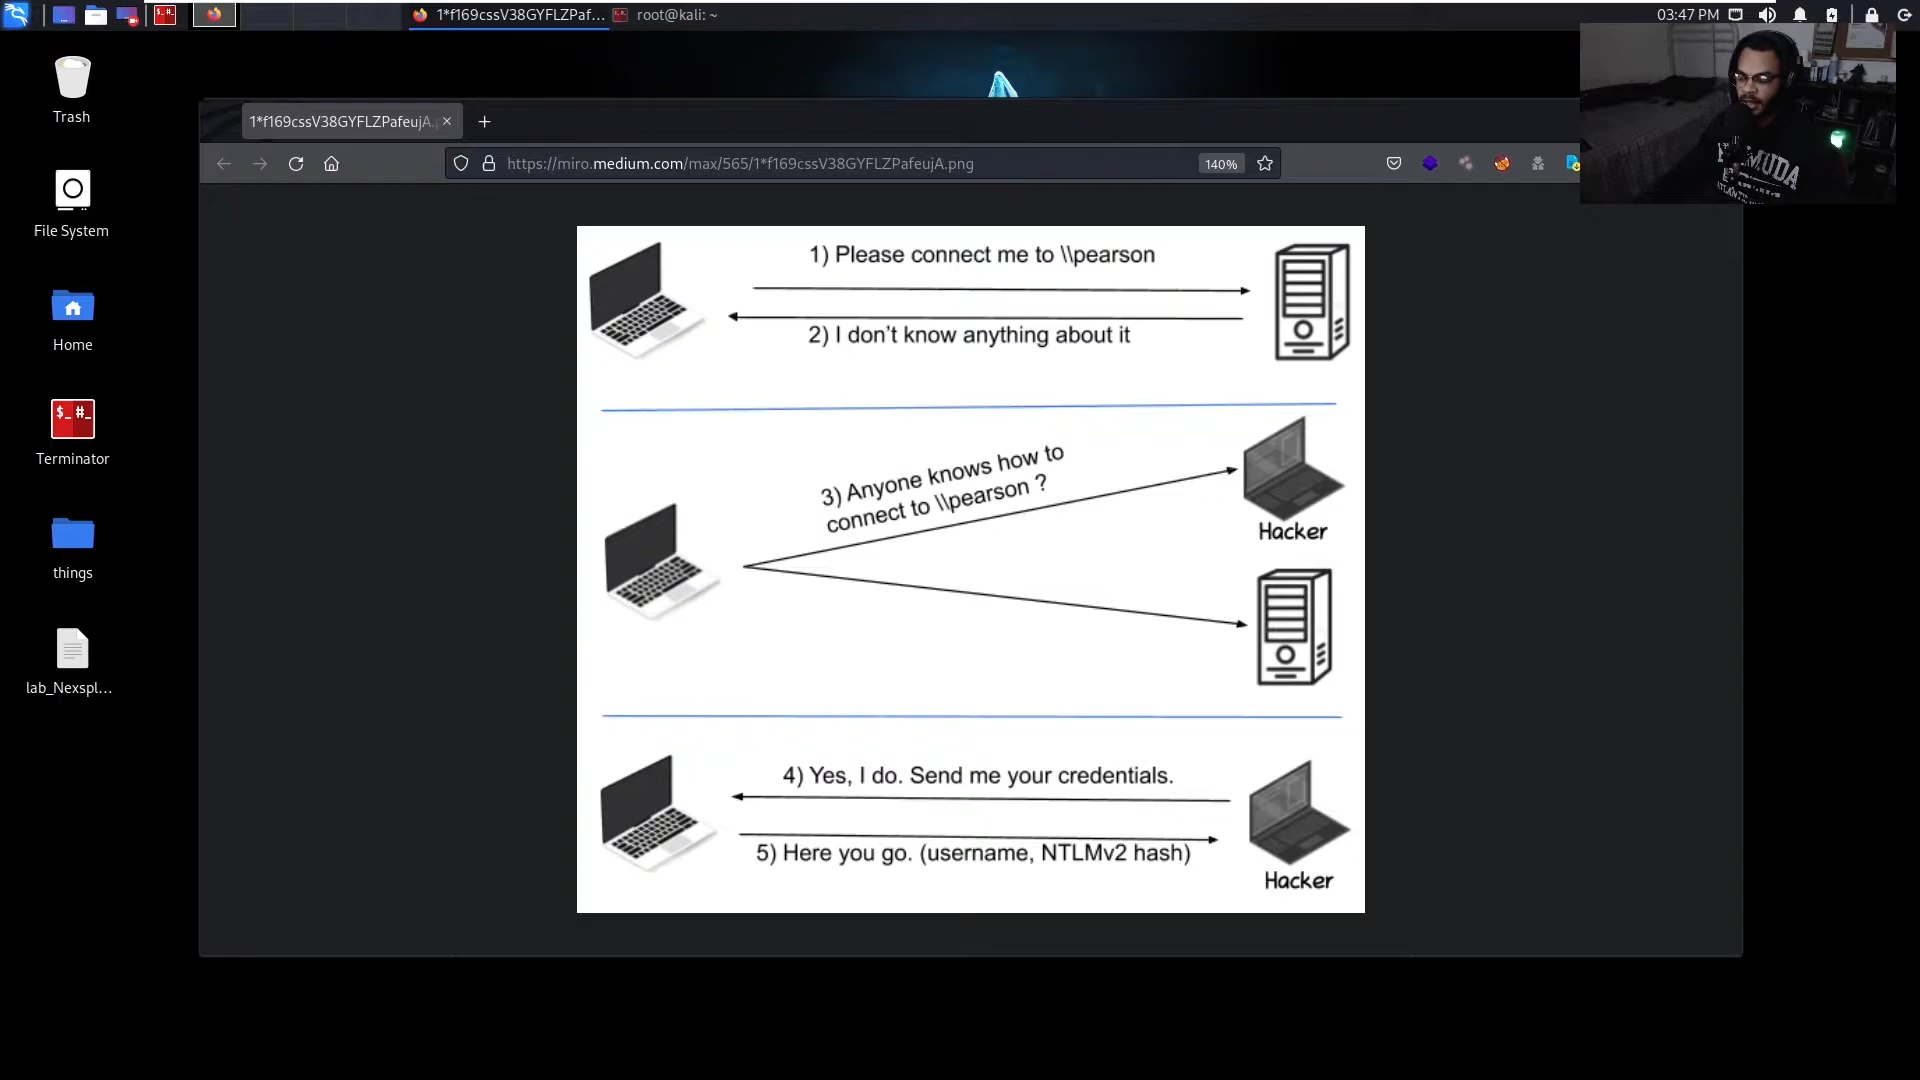 1*f169cssV38GYFLZPaf...
root@kali: ~
03:47 PM
Trash
File System
Home
Terminator
things
lab_Nexspl...
1*f169cssV38GYFLZPafeujA.
https://miro.medium.com/max/565/1*f169cssV38GYFLZPafeujA.png
140%
1) Please connect me to \\pearson
2) I don't know anything about it
3) Anyone knows how to
connect to \\pearson ?
Hacker
4) Yes, I do. Send me your credentials.
5) Here you go. (username, NTLMv2 hash)
Hacker